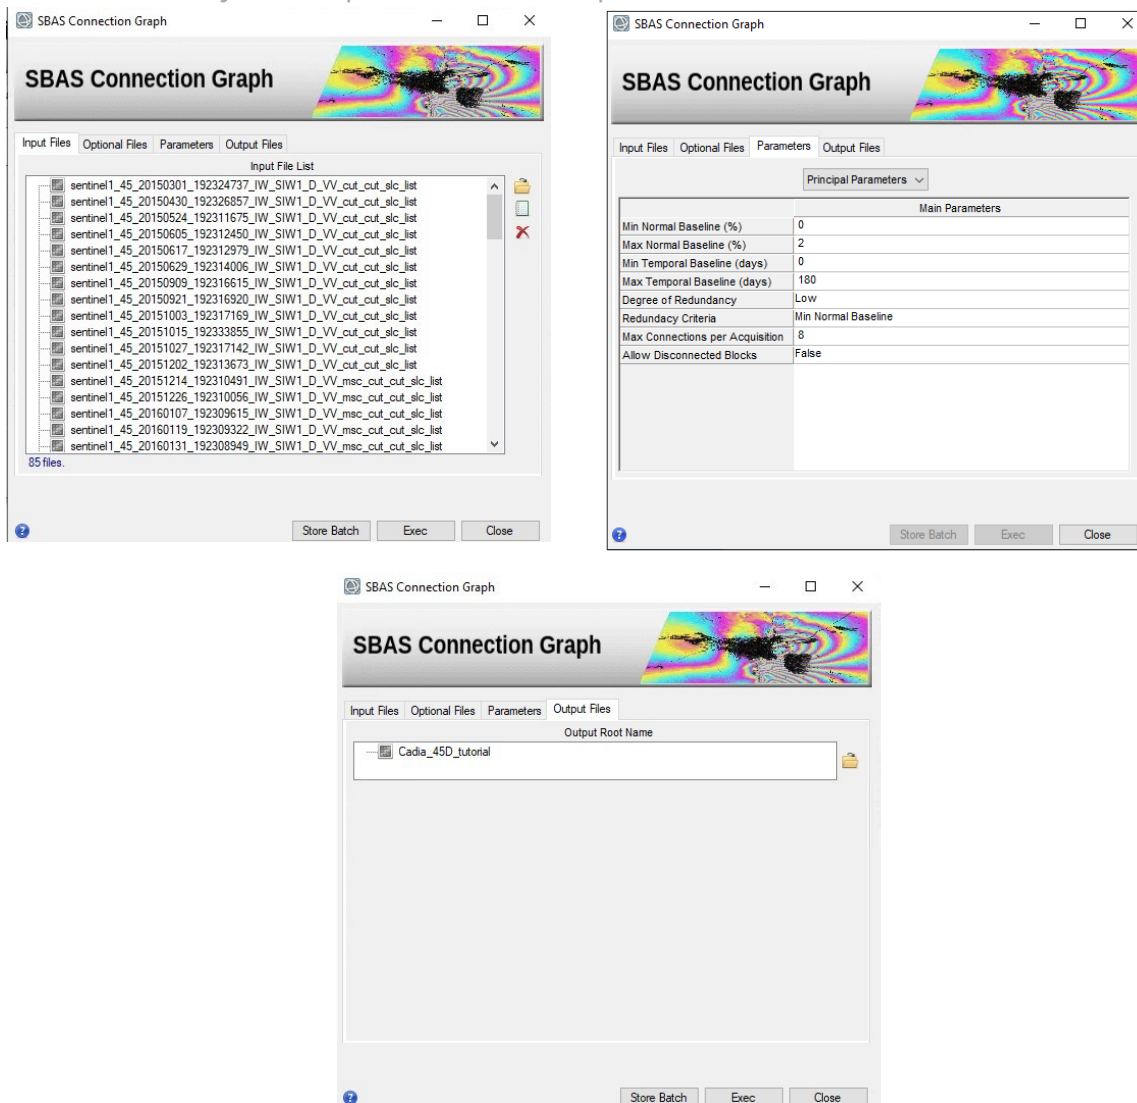 SBAS Connection Graph
SBAS Connection Graph
Input Files Optional Files Parameters Output Files
Input File List
sentinel1_45_20150301_192324737_IW_SIW1_D_VV_cut_cut_slc_list
sentinel1_45_20150430_192326857_IW_SIW1_D_VV_cut_cut_slc_list
sentinel1_45_20150524_192311675_IW_SIW1_D_VV_cut_cut_slc_list
sentinel1_45_20150605_192312450_IW_SIW1_D_VV_cut_cut_slc_list
sentinel1_45_20150617_192312979_IW_SIW1_D_VV_cut_cut_slc_list
sentinel1_45_20150629_192314006_IW_SIW1_D_VV_cut_cut_slc_list
sentinel1_45_20150909_192316615_IW_SIW1_D_VV_cut_cut_slc_list
sentinel1_45_20150921_192316920_IW_SIW1_D_VV_cut_cut_slc_list
sentinel1_45_20151003_192317169_IW_SIW1_D_VV_cut_cut_slc_list
sentinel1_45_20151015_192333855_IW_SIW1_D_VV_cut_cut_slc_list
sentinel1_45_20151027_192317142_IW_SIW1_D_VV_cut_cut_slc_list
sentinel1_45_20151202_192313673_IW_SIW1_D_VV_cut_cut_slc_list
sentinel1_45_20151214_192310491_IW_SIW1_D_VV_msc_cut_cut_slc_list
sentinel1_45_20151226_192310056_IW_SIW1_D_VV_msc_cut_cut_slc_list
sentinel1_45_20160107_192309615_IW_SIW1_D_VV_msc_cut_cut_slc_list
sentinel1_45_20160119_192309322_IW_SIW1_D_VV_msc_cut_cut_slc_list
sentinel1_45_20160131_192308949_IW_SIW1_D_VV_msc_cut_cut_slc_list
85 files.
Store Batch Exec Close
SBAS Connection Graph
SBAS Connection Graph
Input Files Optional Files Parameters Output Files
Principal Parameters
Main Parameters
Min Normal Baseline (%) 0
Max Normal Baseline (%) 2
Min Temporal Baseline (days) 0
Max Temporal Baseline (days) 180
Degree of Redundancy Low
Redundacy Criteria Min Normal Baseline
Max Connections per Acquisition 8
Allow Disconnected Blocks False
Store Batch Exec Close
SBAS Connection Graph
SBAS Connection Graph
Input Files Optional Files Parameters Output Files
Output Root Name
Cadia_45D_tutorial
Store Batch Exec Close